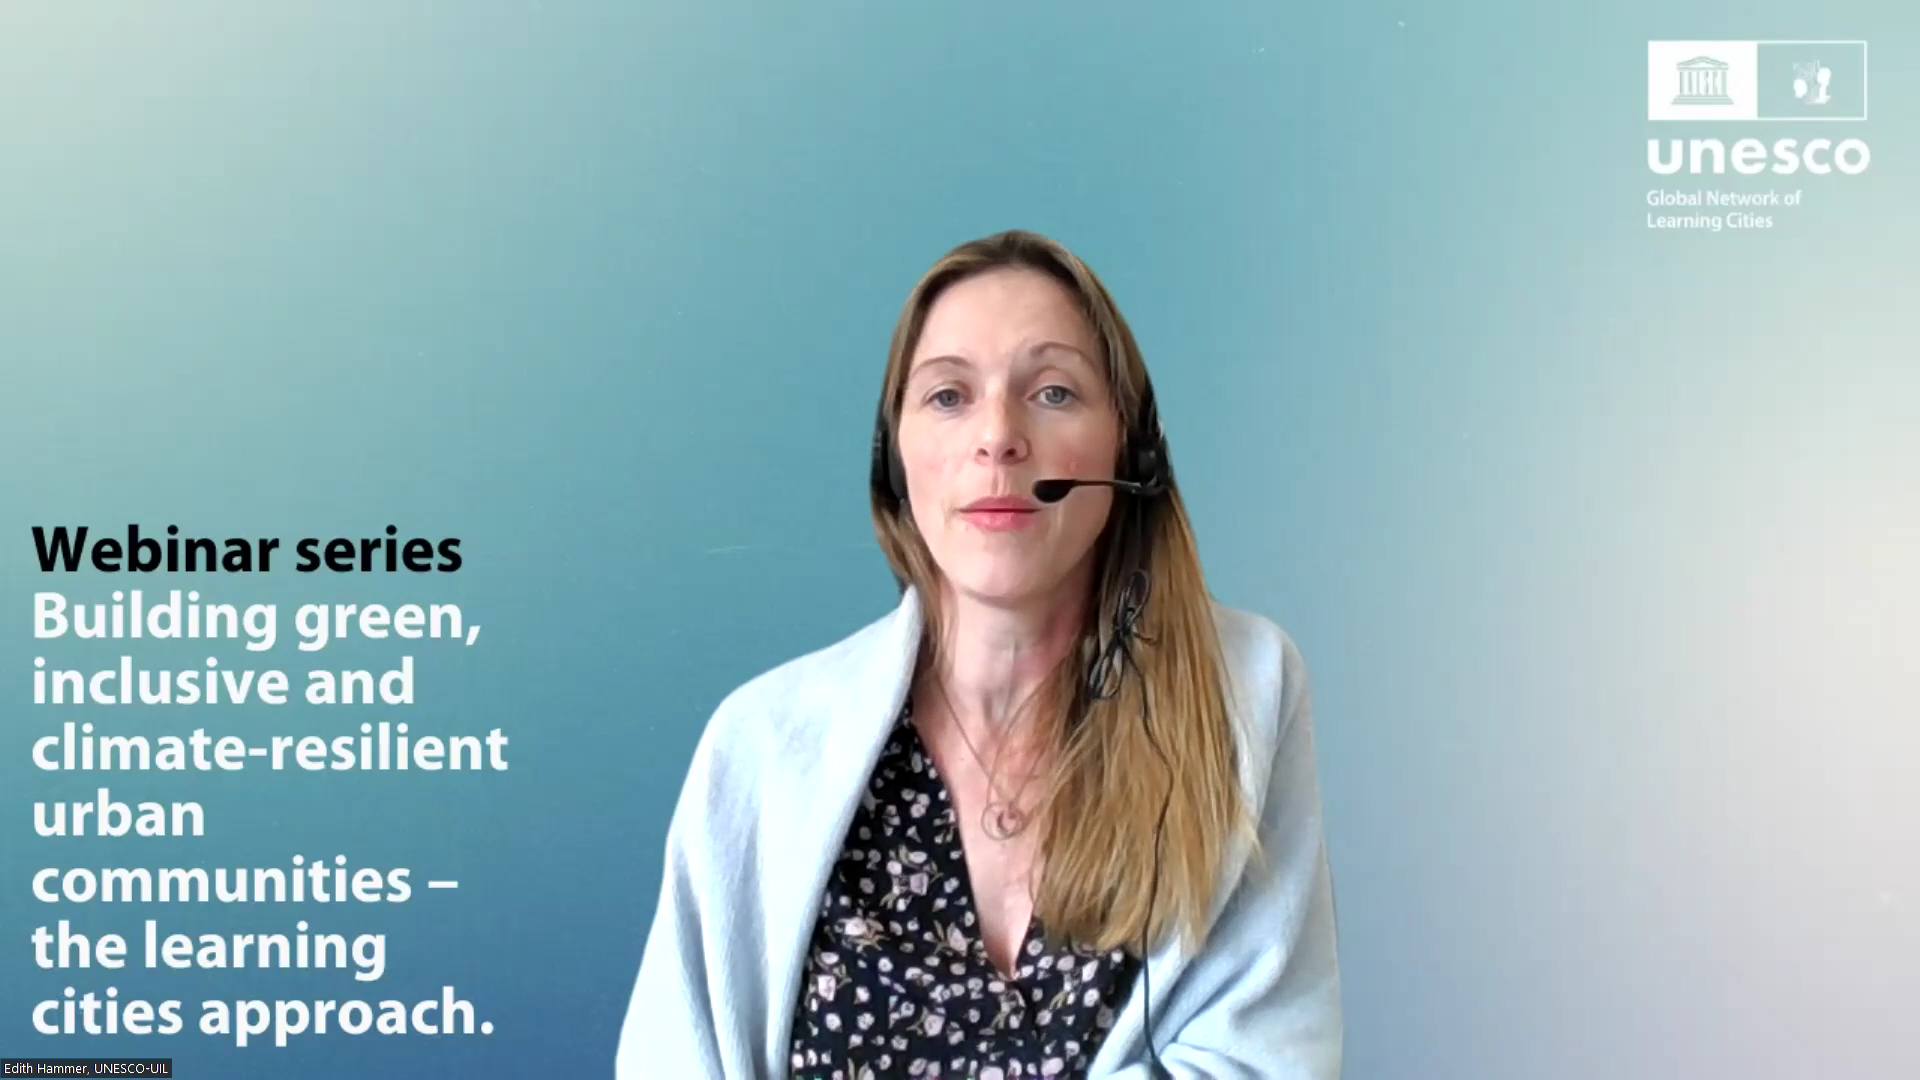 unesco
Global Network of
Learning Cities
Webinar series
Building green,
inclusive and
climate-resilient
urban
communities –
the learning
cities approach.
Edith Hammer, UNESCO-UIL